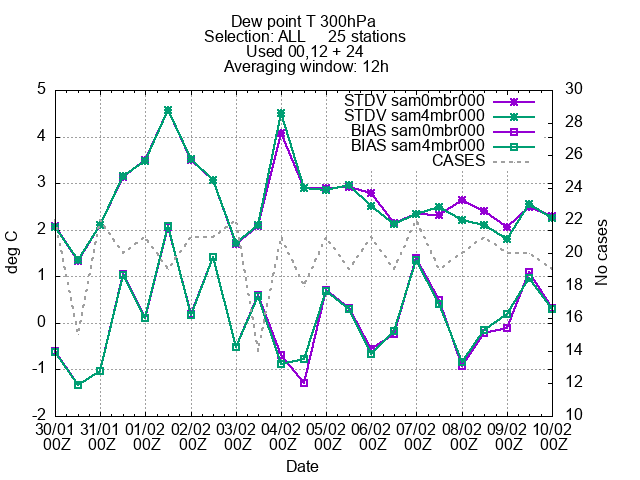 Dew point T 300hPa
Selection: ALL 25 stations
Used 00,12 + 24
Averaging window: 12h
STDV sam0mbr000
STDV sam4mbr000
BIAS sam0mbr000
BIAS sam4mbr000
CASES
deg C
5
4
3
2
1
0
-1
-2
30
28
26
24
22
20
18
16
14
12
10
No cases
30/01 31/01 01/02 02/02 03/02 04/02 05/02 06/02 07/02 08/02 09/02 10/02
00Z 00Z 00Z 00Z 00Z 00Z 00Z 00Z 00Z 00Z 00Z 00Z
Date